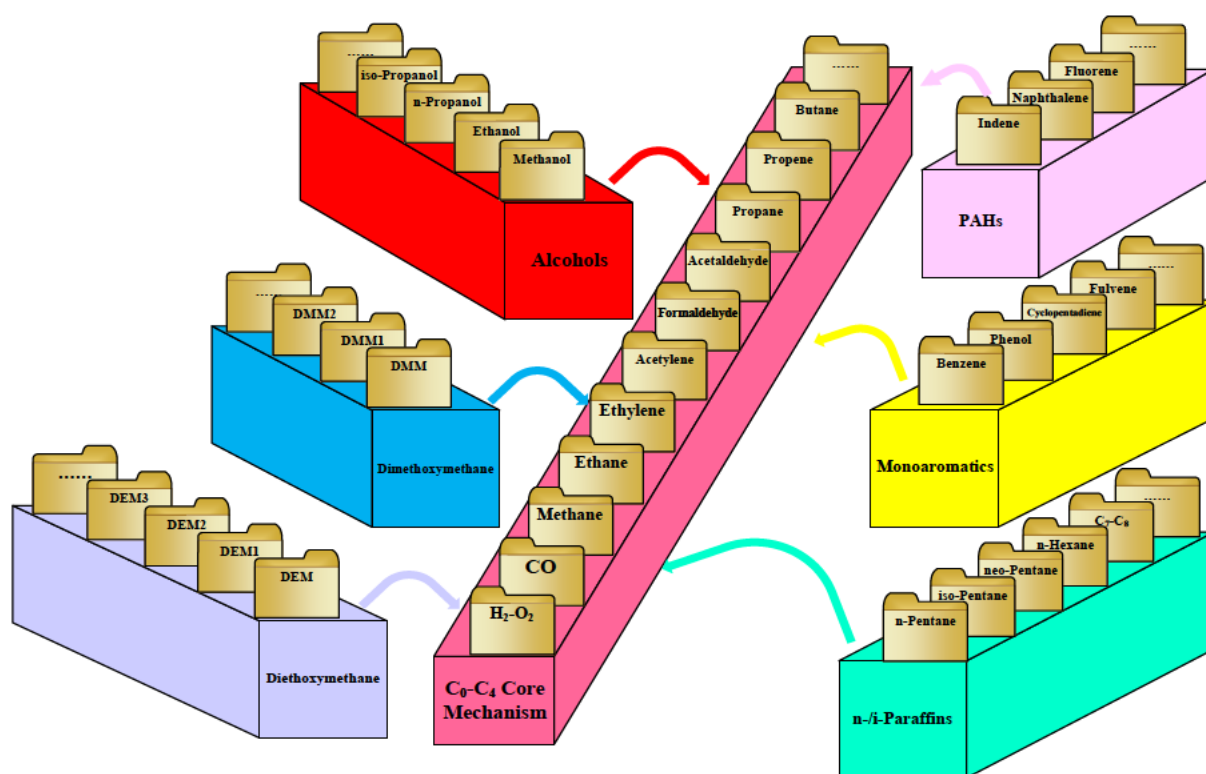 ......
iso-Propanol
n-Propanol
Ethanol
Methanol
Alcohols
......
DMM2
DMM1
DMM
Dimethoxymethane
......
DEM3
DEM2
DEM1
DEM
Diethoxymethane
......
Butane
Propene
Propane
Acetaldehyde
Formaldehyde
Acetylene
Ethylene
Ethane
Methane
CO
H₂-O₂
C₀-C₄ Core
Mechanism
......
Fluorene
Naphthalene
Indene
PAHs
......
Fulvene
Cyclopentadiene
Phenol
Benzene
Monoaromatics
......
C₇-C₈
n-Hexane
neo-Pentane
iso-Pentane
n-Pentane
n-/i-Paraffins